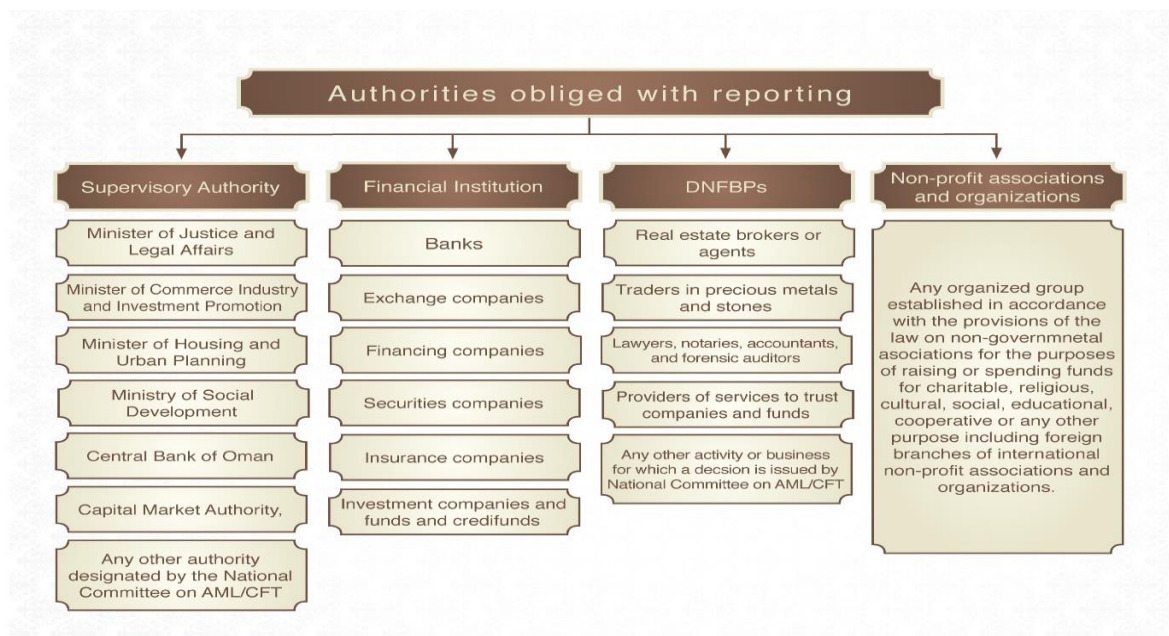 Authorities obliged with reporting
Supervisory Authority
Minister of Justice and
Legal Affairs
Minister of Commerce Industry
and Investment Promotion
Minister of Housing and
Urban Planning
Ministry of Social
Development
Central Bank of Oman
Capital Market Authority,
Any other authority
designated by the National
Committee on AML/CFT
Financial Institution
Banks
Exchange companies
Financing companies
Securities companies
Insurance companies
Investment companies and
funds and credifunds
DNFBPs
Real estate brokers or
agents
Traders in precious metals
and stones
Lawyers, notaries, accountants,
and forensic auditors
Providers of services to trust
companies and funds
Any other activity or business
for which a decsion is issued by
National Committee on AML/CFT
Non-profit associations
and organizations
Any organized group
established in accordance
with the provisions of the
law on non-governmnetal
asociations for the purposes
of raising or spending funds
for charitable, religious,
cultural, social, educational,
cooperative or any other
purpose including foreign
branches of international
non-profit associations and
organizations.